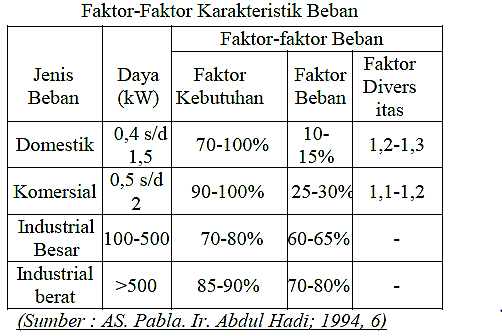 Faktor-Faktor Karakteristik Beban
Jenis Beban
Daya (kW)
Faktor-faktor Beban
Faktor Kebutuhan
Faktor Beban
Faktor Divers itas
Domestik 0,4 s/d 1,5 70-100% 10-15% 1,2-1,3
Komersial 0,5 s/d 2 90-100% 25-30% 1,1-1,2
Industrial Besar 100-500 70-80% 60-65% -
Industrial berat >500 85-90% 70-80% -
(Sumber : AS. Pabla. Ir. Abdul Hadi; 1994, 6)